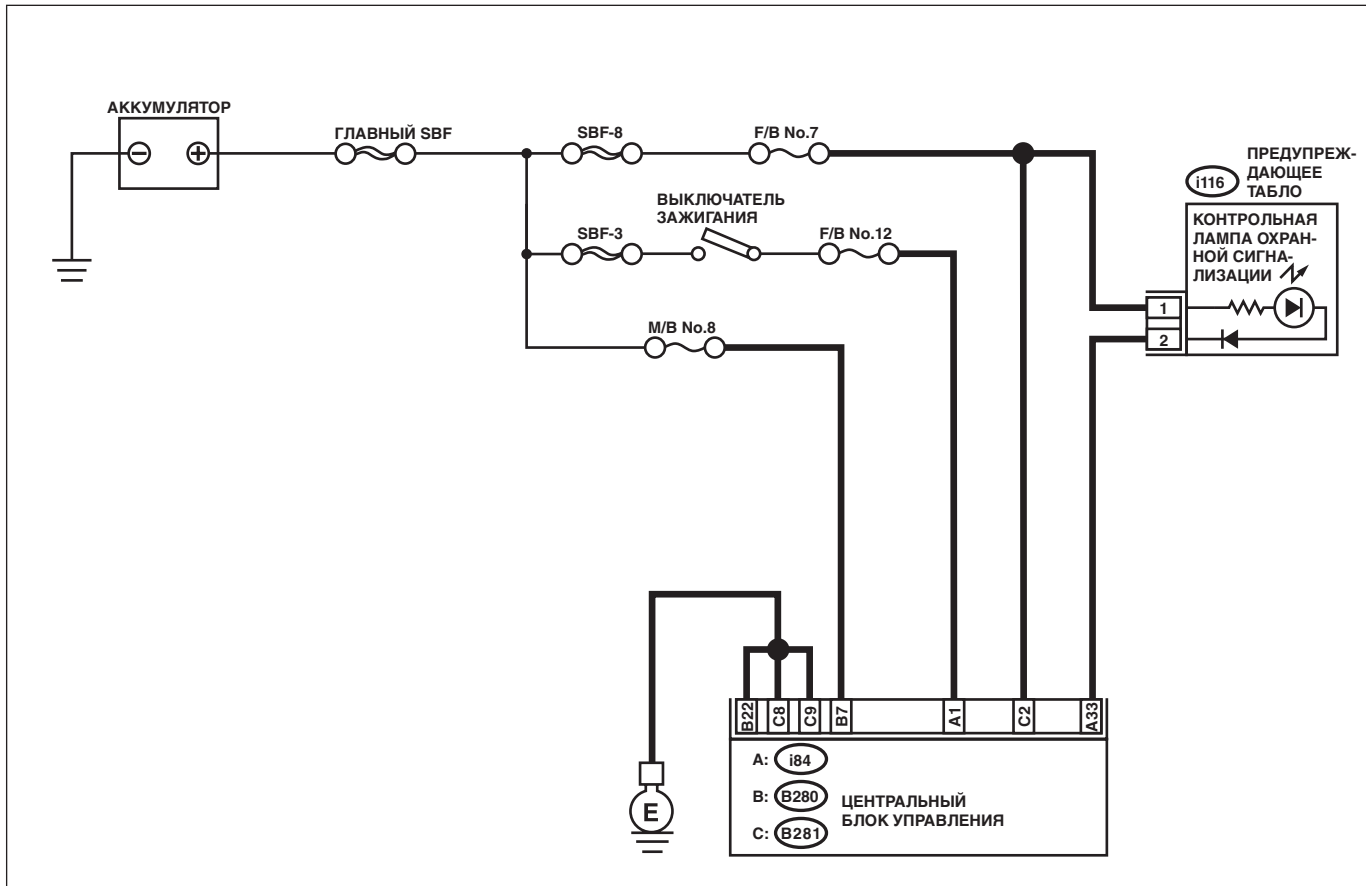 АККУМУЛЯТОР
ГЛАВНЫЙ SBF
SBF-8
F/B No.7
ВЫКЛЮЧАТЕЛЬ
ЗАЖИГАНИЯ
SBF-3
F/B No.12
M/B No.8
i116
ПРЕДУПРЕЖ-
ДАЮЩЕЕ
ТАБЛО
КОНТРОЛЬНАЯ
ЛАМПА ОХРАН-
НОЙ СИГНА-
ЛИЗАЦИИ
1
2
B22
C8
C9
B7
A1
C2
A33
A: i84
B: B280
C: B281
ЦЕНТРАЛЬНЫЙ
БЛОК УПРАВЛЕНИЯ
E